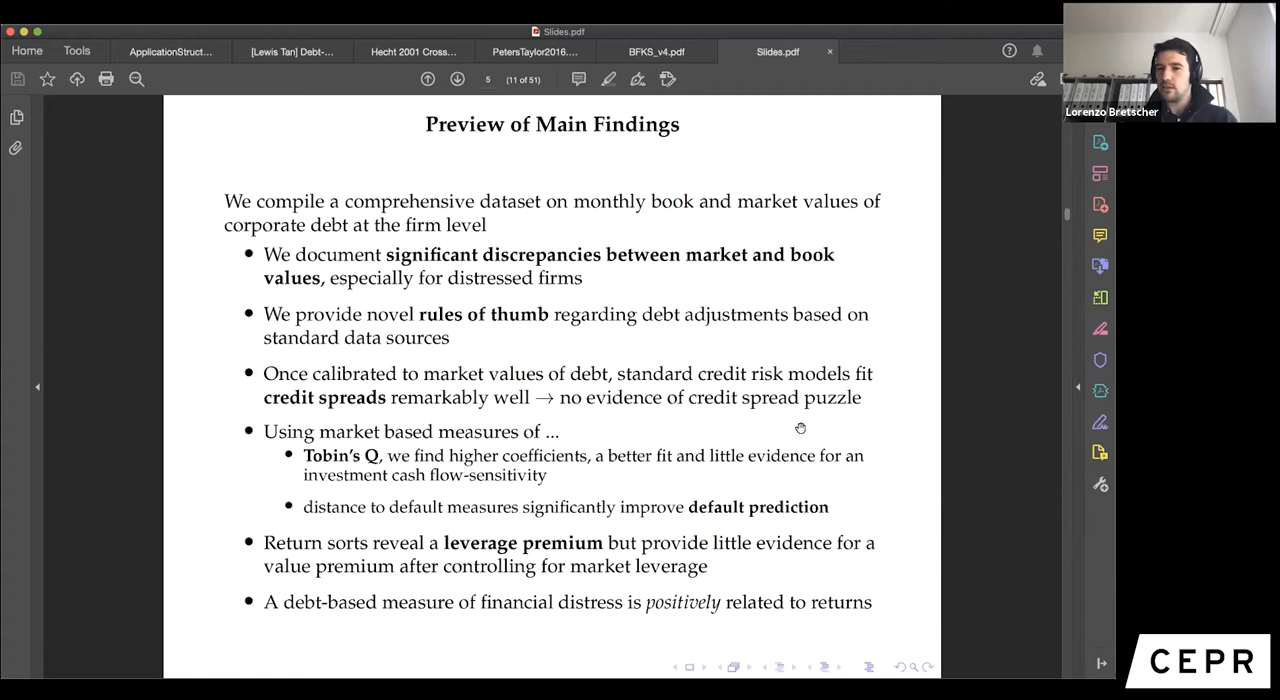 Slides.pdf
Home Tools ApplicationStruct... [Lewis Tan] Debt-... Hecht 2001 Cross... PetersTaylor2016.... BFKS_v4.pdf Slides.pdf ×
5 (11 of 51)
Lorenzo Bretscher
Preview of Main Findings
We compile a comprehensive dataset on monthly book and market values of
corporate debt at the firm level
• We document significant discrepancies between market and book
values, especially for distressed firms
• We provide novel rules of thumb regarding debt adjustments based on
standard data sources
• Once calibrated to market values of debt, standard credit risk models fit
credit spreads remarkably well → no evidence of credit spread puzzle
• Using market based measures of ...
• Tobin's Q, we find higher coefficients, a better fit and little evidence for an
investment cash flow-sensitivity
• distance to default measures significantly improve default prediction
• Return sorts reveal a leverage premium but provide little evidence for a
value premium after controlling for market leverage
• A debt-based measure of financial distress is positively related to returns
CEPR